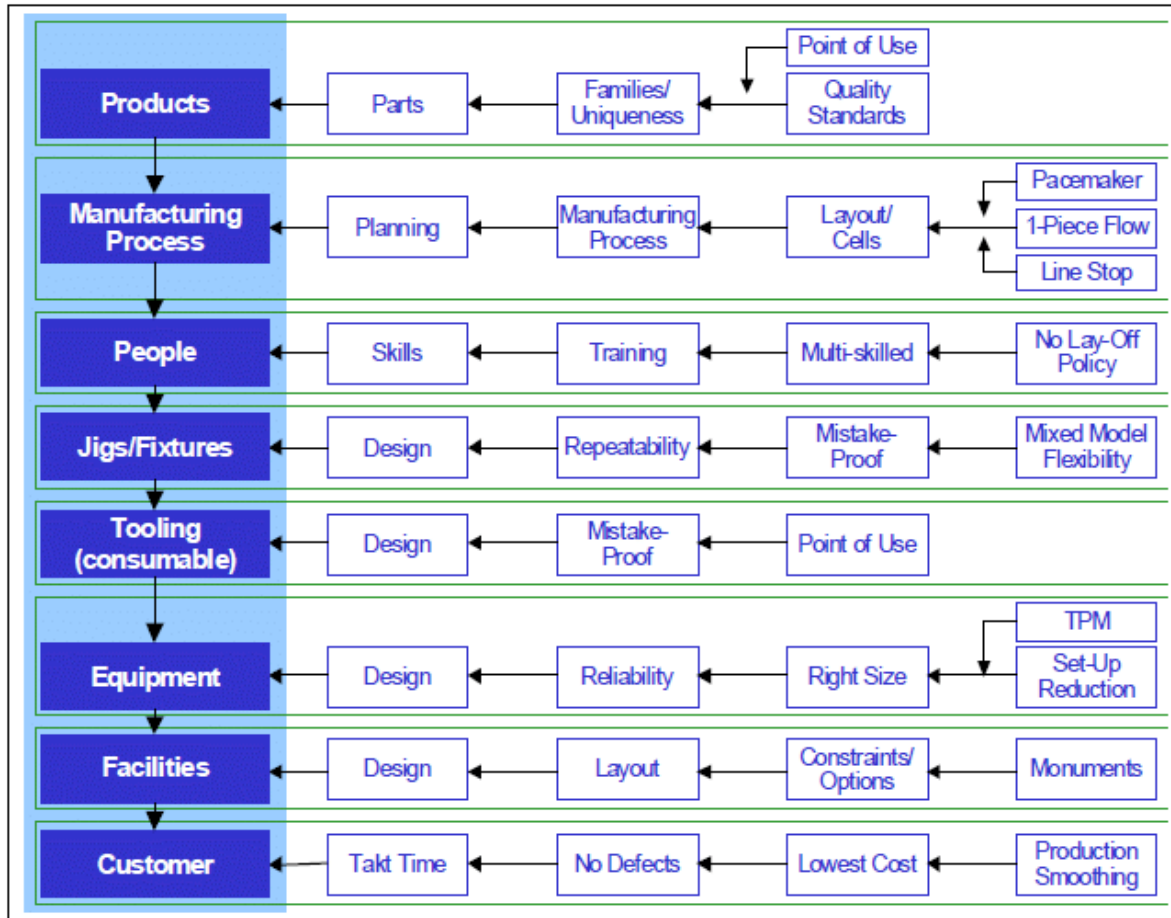 Point of Use
Products
Parts
Families/
Uniqueness
Quality
Standards
Pacemaker
Manufacturing
Process
Planning
Manufacturing
Process
Layout/
Cells
1-Piece Flow
Line Stop
People
Skills
Training
Multi-skilled
No Lay-Off
Policy
Jigs/Fixtures
Design
Repeatability
Mistake-
Proof
Mixed Model
Flexibility
Tooling
(consumable)
Design
Mistake-
Proof
Point of Use
TPM
Equipment
Design
Reliability
Right Size
Set-Up
Reduction
Facilities
Design
Layout
Constraints/
Options
Monuments
Customer
Takt Time
No Defects
Lowest Cost
Production
Smoothing